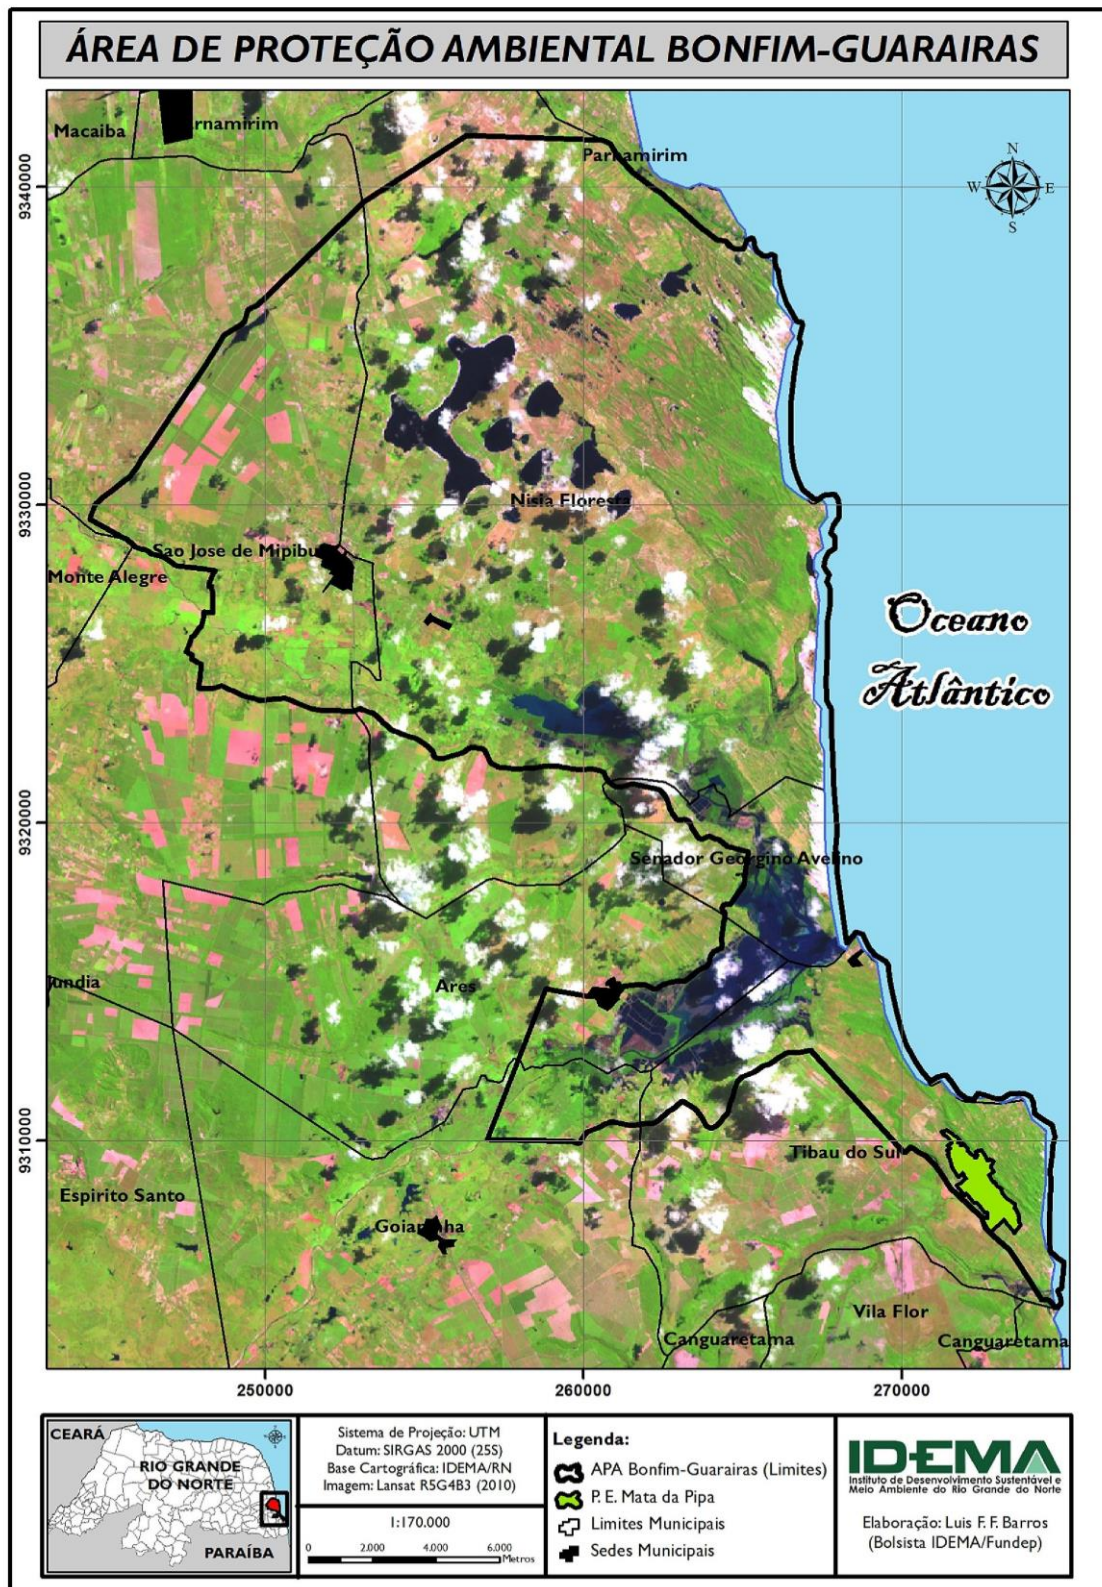 ÁREA DE PROTEÇÃO AMBIENTAL BONFIM-GUARAIRAS
Macaiba
arnamirim
Parnamirim
N
W E
S
9340000
9330000
9320000
9310000
Nisia Floresta
Sao Jose de Mipibu
Monte Alegre
Oceano
Atlântico
Senador Georgino Avelino
undia
Ares
Tibau do Sul
Espirito Santo
Goianinha
Vila Flor
Canguaretama
Canguaretama
250000
260000
270000
CEARÁ
RIO GRANDE
DO NORTE
PARAÍBA
Sistema de Projeção: UTM
Datum: SIRGAS 2000 (25S)
Base Cartográfica: IDEMA/RN
Imagem: Lansat R5G4B3 (2010)
1:170.000
0 2.000 4.000 6.000
Metros
Legenda:
APA Bonfim-Guarairas (Limites)
P. E. Mata da Pipa
Limites Municipais
Sedes Municipais
IDEMA
Instituto de Desenvolvimento Sustentável e
Meio Ambiente do Rio Grande do Norte
Elaboração: Luis F. F. Barros
(Bolsista IDEMA/Fundep)